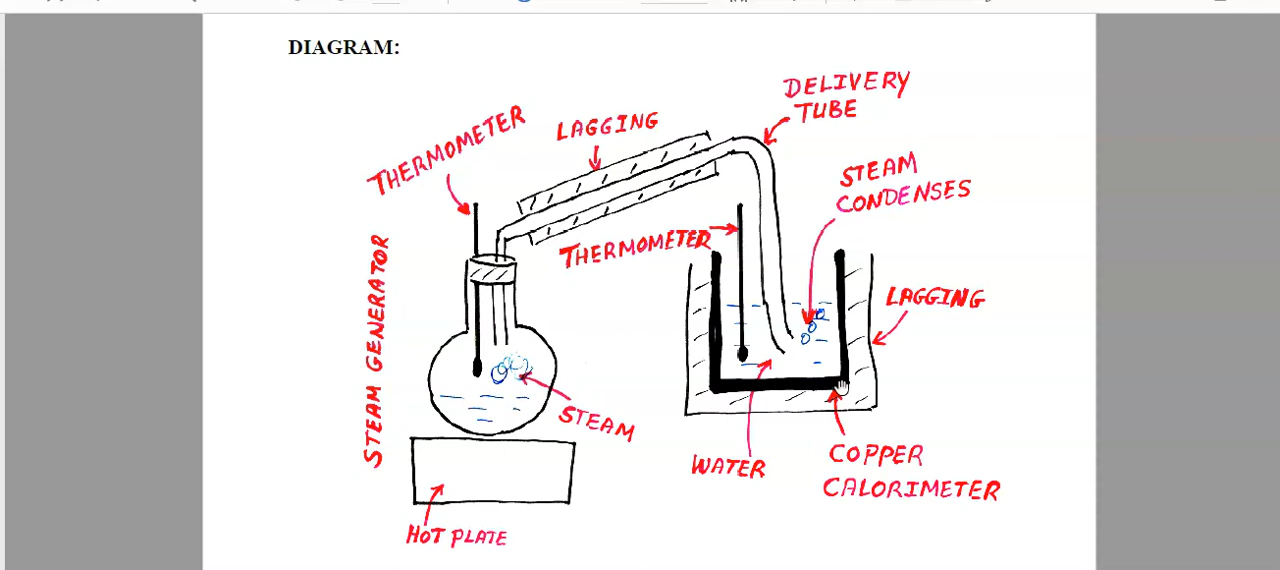 DIAGRAM:
THERMOMETER
LAGGING
DELIVERY
TUBE
STEAM
CONDENSES
THERMOMETER
LAGGING
STEAM GENERATOR
STEAM
WATER
COPPER
CALORIMETER
HOT PLATE